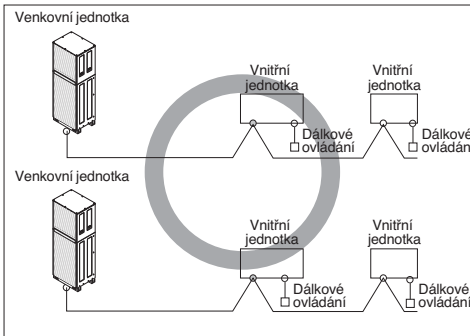 Venkovní jednotka
Vnitřní
jednotka
Vnitřní
jednotka
Dálkové
ovládání
Dálkové
ovládán
Venkovní jednotka
Vnitřní
jednotka
Vnitřní
jednotka
Dálkové
ovládání
Dálkové
ovládání